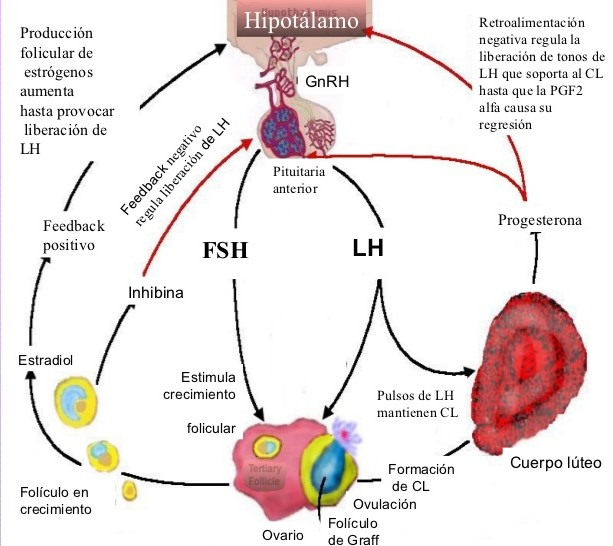 Hipotálamo
Producción
folicular de
estrógenos
aumenta
hasta provocar
liberación de
LH
Retroalimentación
negativa regula la
liberación de tonos de
LH que soporta al CL
hasta que la PGF2
alfa causa su
regresión
GnRH
Feedback negativo
regula liberación de LH
Pituitaria
anterior
Feedback
positivo
FSH
LH
Progesterona
Inhibina
Estradiol
Estimula
crecimiento
folicular
Pulsos de LH
mantienen CL
Tertiary
Follicle
Cuerpo lúteo
Formación
de CL
Ovulación
Folículo en
crecimiento
Ovario
Folículo
de Graff